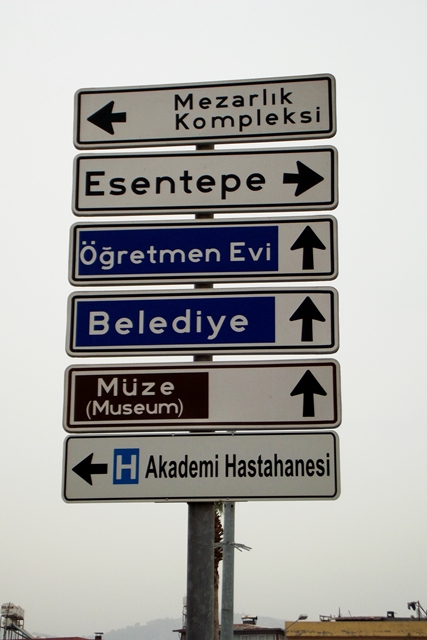 Mezarlık
Kompleksi
Esentepe
Öğretmen Evi
Belediye
Müze
(Museum)
H Akademi Hastahanesi